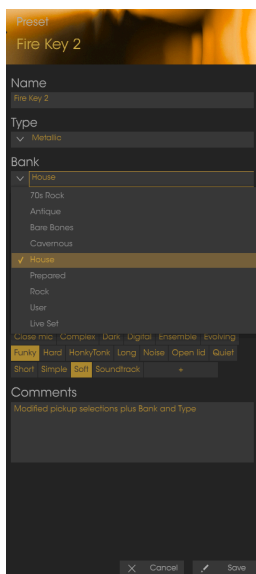 Preset
Fire Key 2
Name
Fire Key 2
Type
Metallic
Bank
House
70s Rock
Antique
Bare Bones
Cavernous
✓ House
Prepared
Rock
User
Live Set
Close mic Complex Dark Digital Ensemble Evolving
Funky Hard HonkyTonk Long Noise Open lid Quiet
Short Simple Soft Soundtrack +
Comments
Modified pickup selections plus Bank and Type
Cancel Save